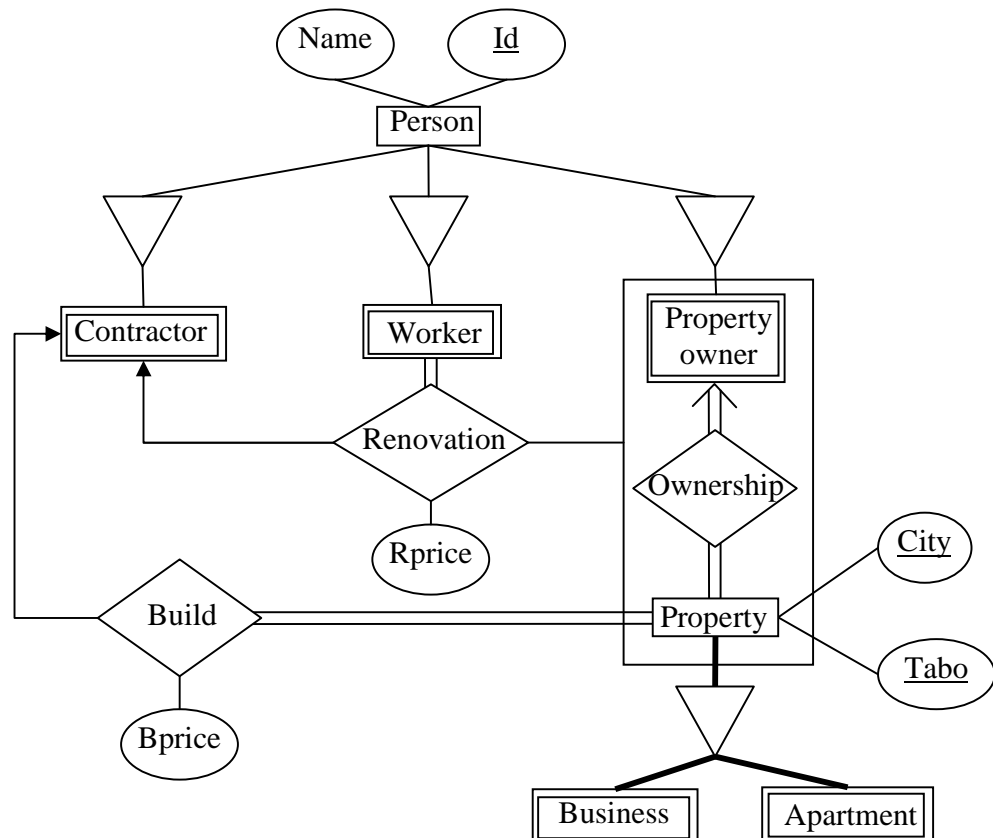 Name
Id
Person
Contractor
Worker
Property
owner
Renovation
Ownership
Rprice
City
Build
Property
Tabo
Bprice
Business
Apartment